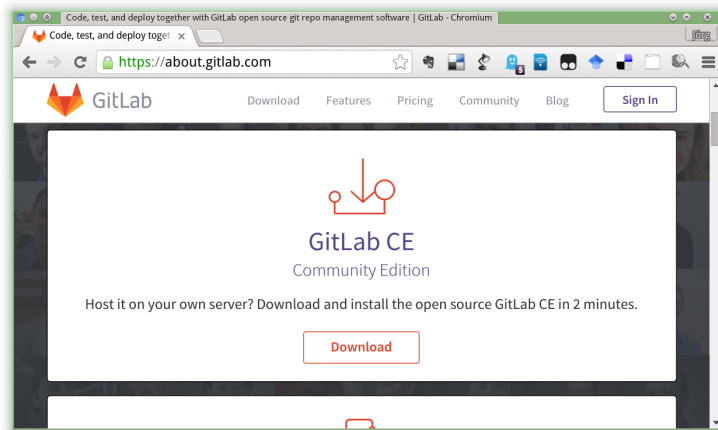 Code, test, and deploy together with GitLab open source git repo management software | GitLab - Chromium
Code, test, and deploy toget
Jörg
https://about.gitlab.com
5
GitLab
Download
Features
Pricing
Community
Blog
Sign In
GitLab CE
Community Edition
Host it on your own server? Download and install the open source GitLab CE in 2 minutes.
Download